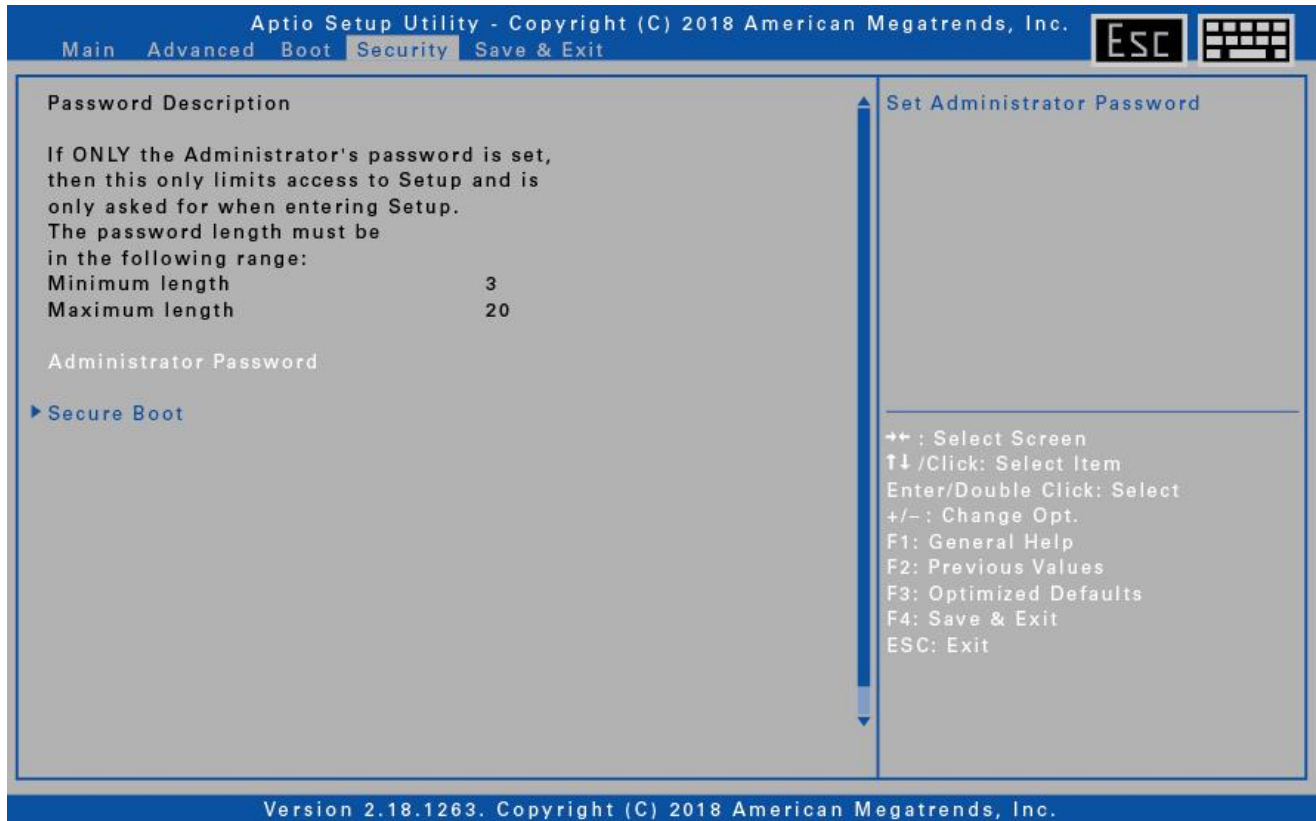 Aptio Setup Utility - Copyright (C) 2018 American Megatrends, Inc.
Main Advanced Boot Security Save & Exit
Esc
Password Description
If ONLY the Administrator's password is set,
then this only limits access to Setup and is
only asked for when entering Setup.
The password length must be
in the following range:
Minimum length 3
Maximum length 20
Administrator Password
Secure Boot
Set Administrator Password
→← : Select Screen
↑↓ /Click: Select Item
Enter/Double Click: Select
+/– : Change Opt.
F1: General Help
F2: Previous Values
F3: Optimized Defaults
F4: Save & Exit
ESC: Exit
Version 2.18.1263. Copyright (C) 2018 American Megatrends, Inc.